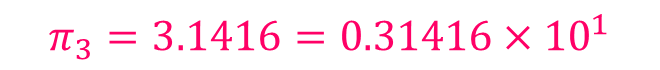 π₃ = 3.1416 = 0.31416 × 10¹